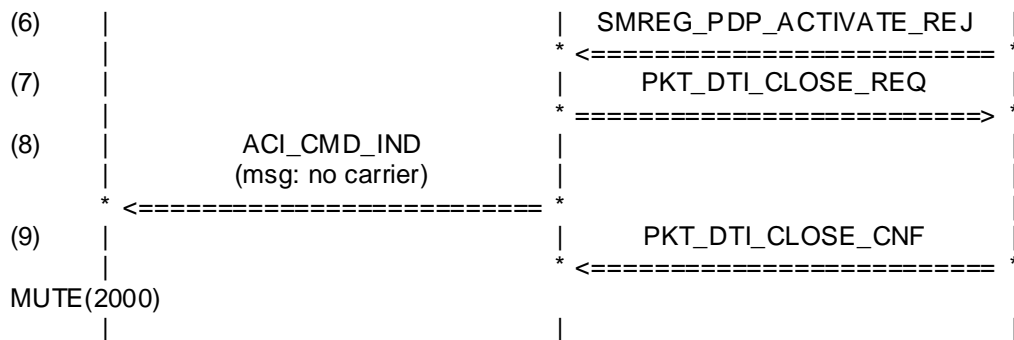 (6) | | SMREG_PDP_ACTIVATE_REJ |
| * <========================== *
(7) | | PKT_DTI_CLOSE_REQ |
| * ==========================> *
(8) | ACI_CMD_IND | |
| (msg: no carrier) | |
* <========================== * |
(9) | | PKT_DTI_CLOSE_CNF |
| * <========================== *
MUTE(2000)
| | |